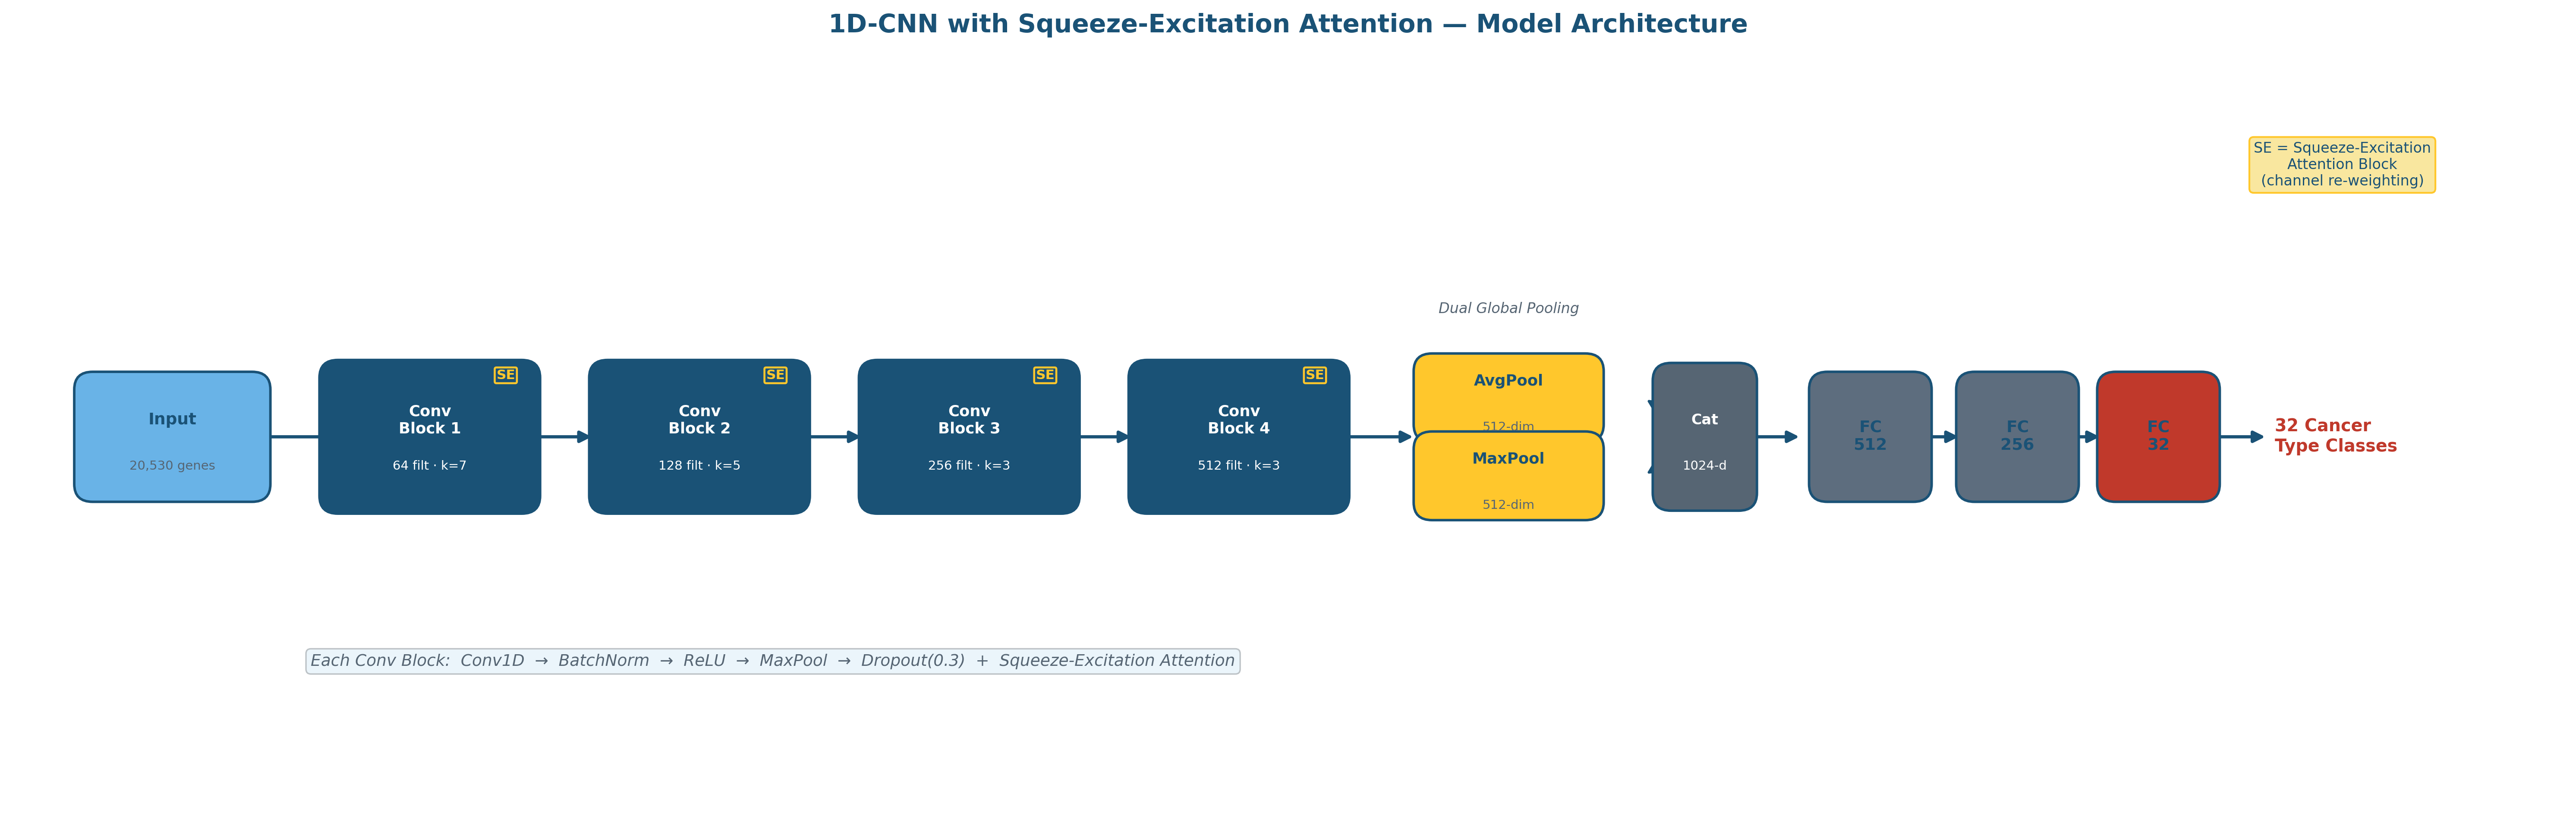 1D-CNN with Squeeze-Excitation Attention — Model Architecture
SE = Squeeze-Excitation
Attention Block
(channel re-weighting)
Dual Global Pooling
Input
20,530 genes
SE
Conv
Block 1
64 filt · k=7
SE
Conv
Block 2
128 filt · k=5
SE
Conv
Block 3
256 filt · k=3
SE
Conv
Block 4
512 filt · k=3
AvgPool
512-dim
MaxPool
512-dim
Cat
1024-d
FC
512
FC
256
FC
32
32 Cancer
Type Classes
Each Conv Block:  Conv1D → BatchNorm → ReLU → MaxPool → Dropout(0.3) + Squeeze-Excitation Attention